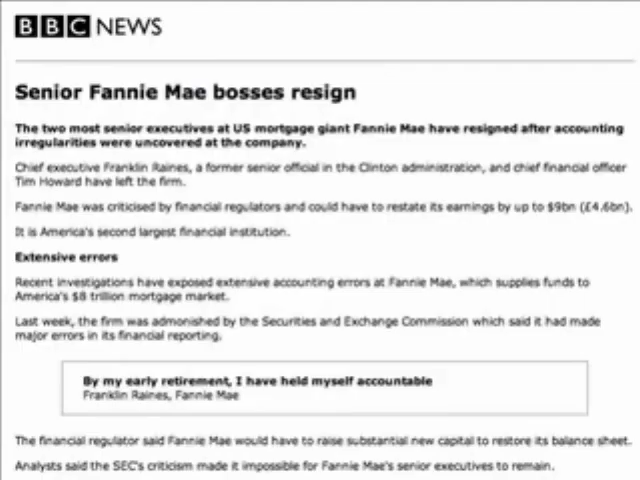 BBC NEWS
Senior Fannie Mae bosses resign
The two most senior executives at US mortgage giant Fannie Mae have resigned after accounting
irregularities were uncovered at the company.
Chief executive Franklin Raines, a former senior official in the Clinton administration, and chief financial officer
Tim Howard have left the firm.
Fannie Mae was criticised by financial regulators and could have to restate its earnings by up to $9bn (£4.6bn).
It is America's second largest financial institution.
Extensive errors
Recent investigations have exposed extensive accounting errors at Fannie Mae, which supplies funds to
America's $8 trillion mortgage market.
Last week, the firm was admonished by the Securities and Exchange Commission which said it had made
major errors in its financial reporting.
By my early retirement, I have held myself accountable
Franklin Raines, Fannie Mae
The financial regulator said Fannie Mae would have to raise substantial new capital to restore its balance sheet.
Analysts said the SEC's criticism made it impossible for Fannie Mae's senior executives to remain.